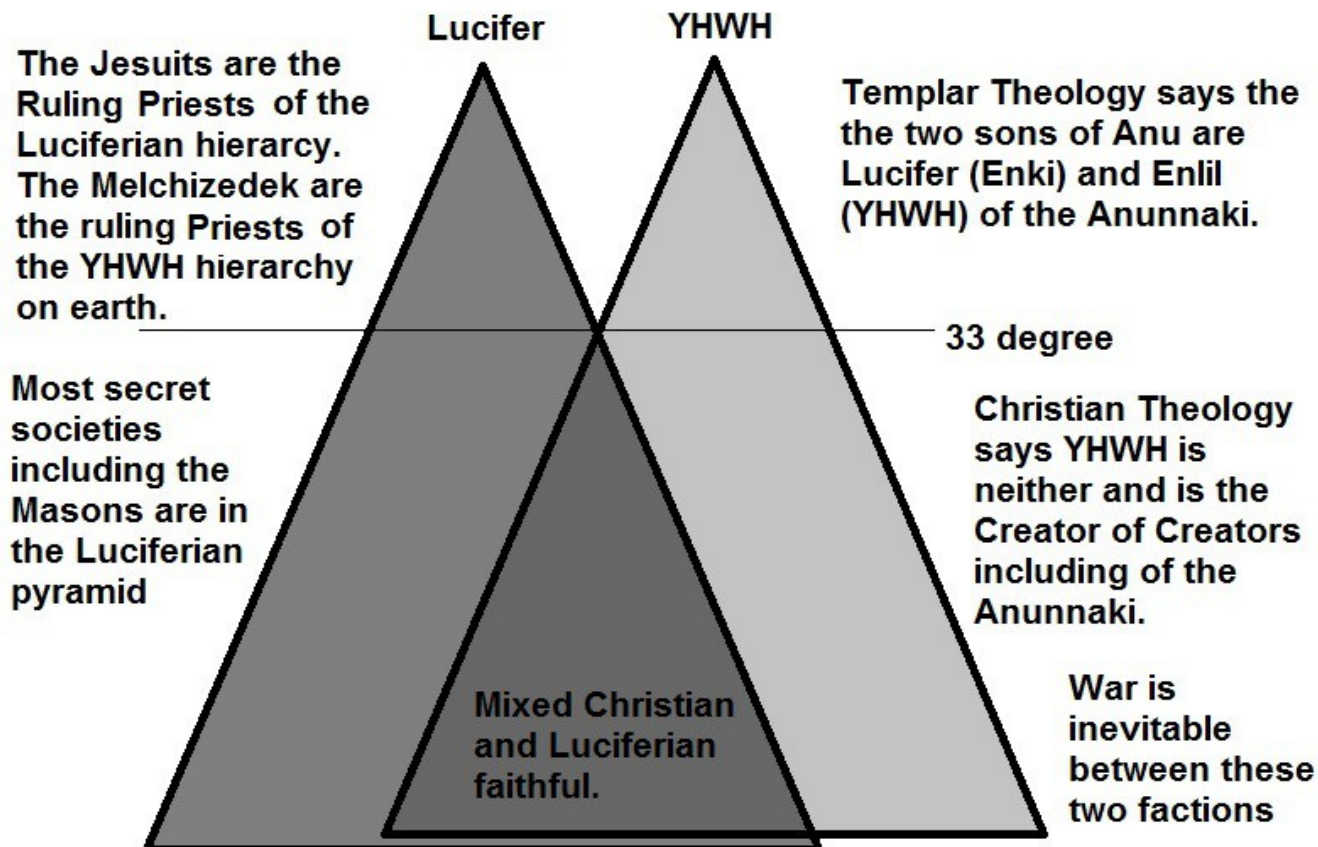 Lucifer
YHWH
The Jesuits are the
Ruling Priests of the
Luciferian hierarcy.
The Melchizedek are
the ruling Priests of
the YHWH hierarchy
on earth.
Templar Theology says the
the two sons of Anu are
Lucifer (Enki) and Enlil
(YHWH) of the Anunnaki.
33 degree
Most secret
societies
including the
Masons are in
the Luciferian
pyramid
Christian Theology
says YHWH is
neither and is the
Creator of Creators
including of the
Anunnaki.
Mixed Christian
and Luciferian
faithful.
War is
inevitable
between these
two factions